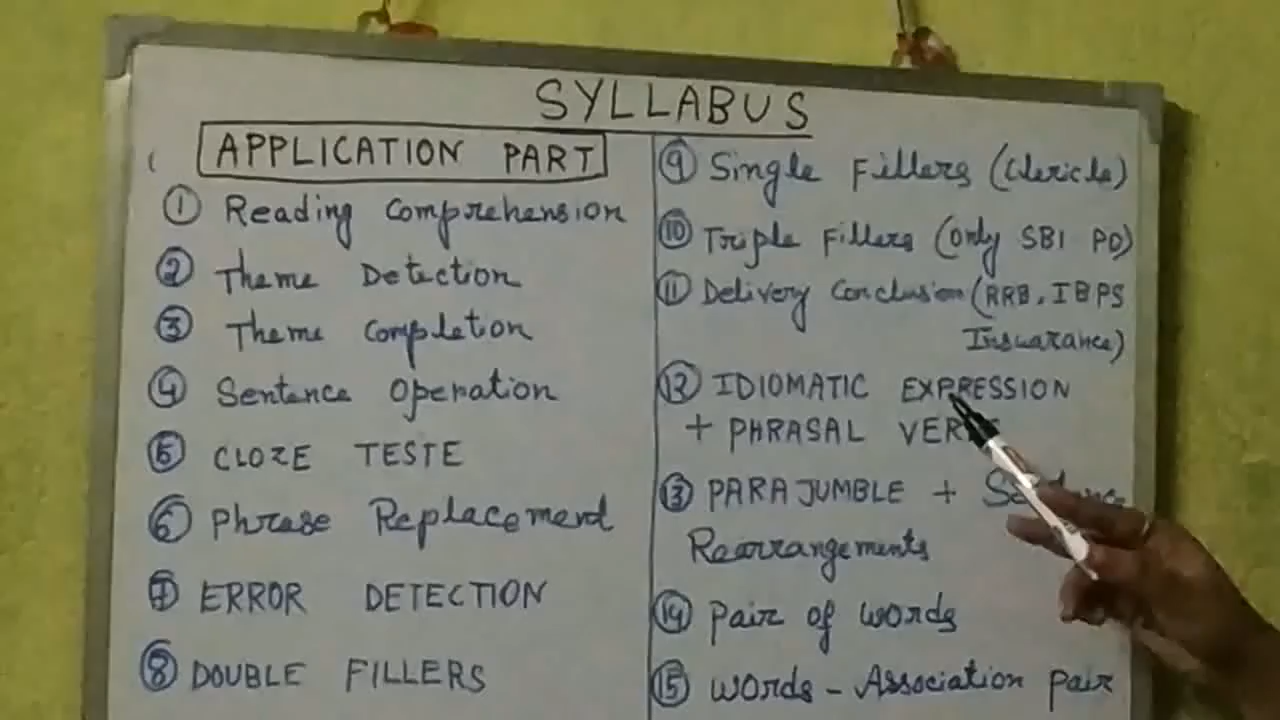 SYLLABUS
APPLICATION PART
① Reading Comprehension
② Theme Detection
③ Theme Completion
④ Sentence Operation
⑤ CLOZE TESTE
⑥ Phrase Replacement
⑦ ERROR DETECTION
⑧ DOUBLE FILLERS
⑨ Single Fillers (Clericle)
⑩ Triple Fillers (Only SBI PO)
⑪ Delivery Conclusion (RRB, IBPS
Insuarance)
⑫ IDIOMATIC EXPRESSION
+ PHRASAL
⑬ PARAJUMBLE +
Rearrangements
⑭ Pair of words
⑮ Words - Association pair